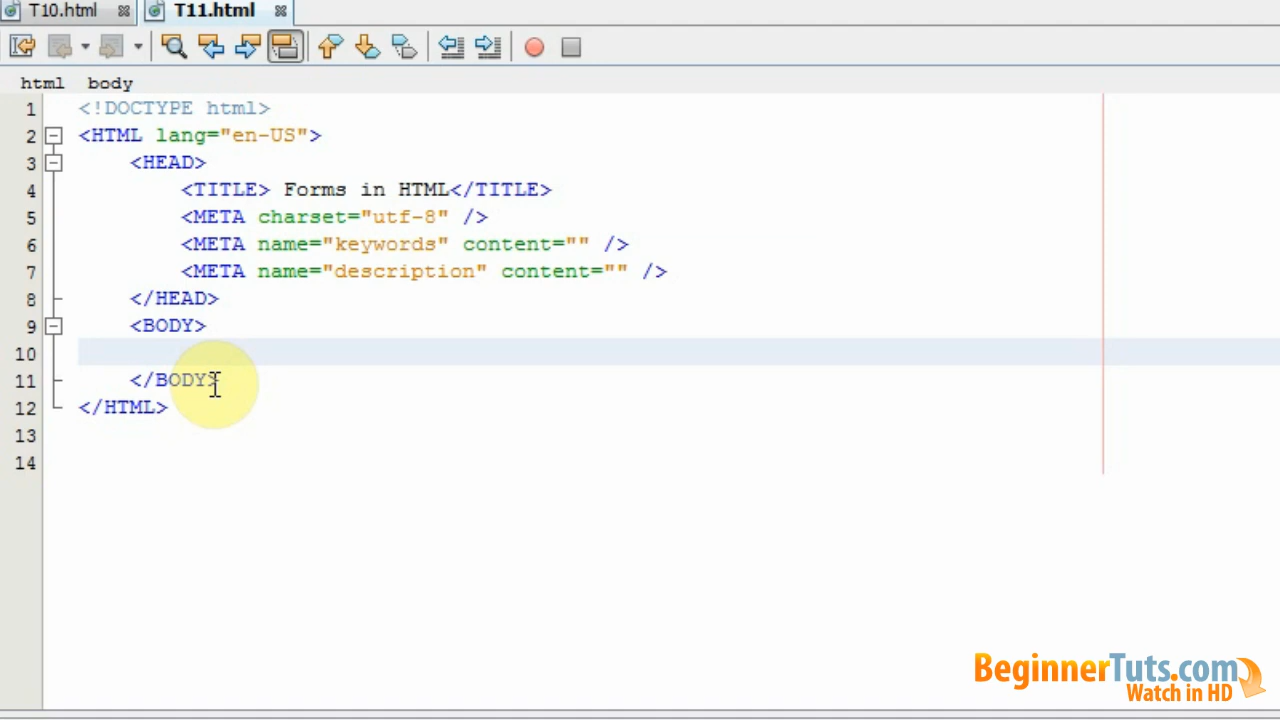 T10.html T11.html
html body
1 <!DOCTYPE html>
2 <HTML lang="en-US">
3 <HEAD>
4 <TITLE> Forms in HTML</TITLE>
5 <META charset="utf-8" />
6 <META name="keywords" content="" />
7 <META name="description" content="" />
8 </HEAD>
9 <BODY>
10
11 </BODY>
12 </HTML>
13
14
BeginnerTuts.com
Watch in HD